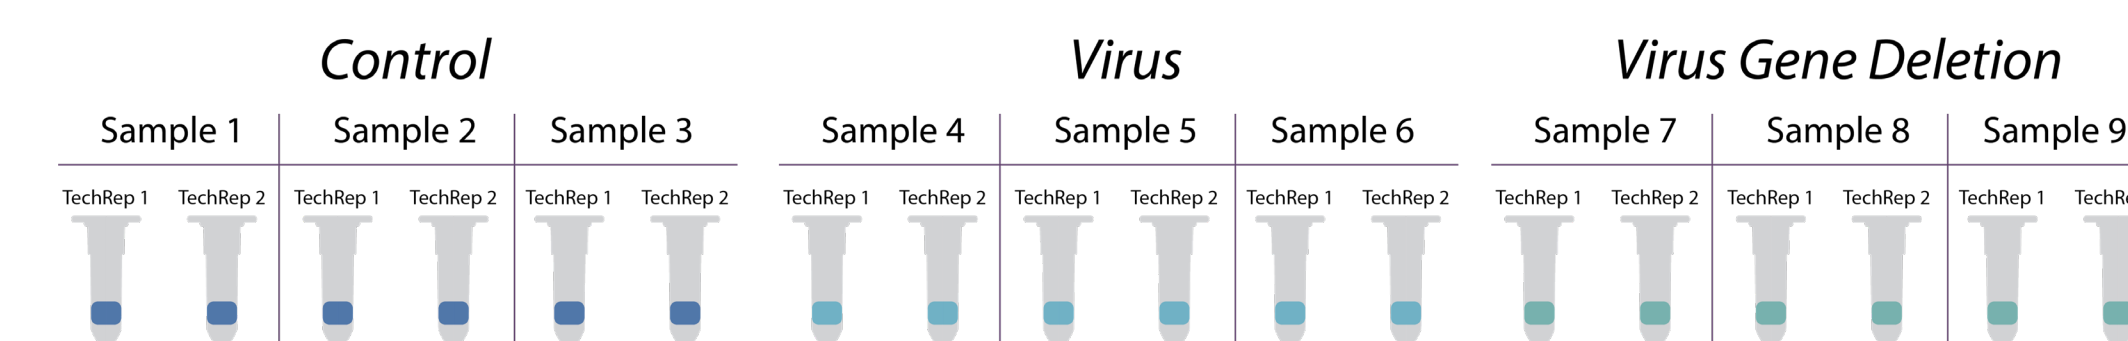 Control Virus Virus Gene Deletion
Sample 1 Sample 2 Sample 3 Sample 4 Sample 5 Sample 6 Sample 7 Sample 8 Sample 9
TechRep 1 TechRep 2 TechRep 1 TechRep 2 TechRep 1 TechRep 2 TechRep 1 TechRep 2 TechRep 1 TechRep 2 TechRep 1 TechRep 2 TechRep 1 TechRep 2 TechRep 1 TechRep 2 TechRep 1